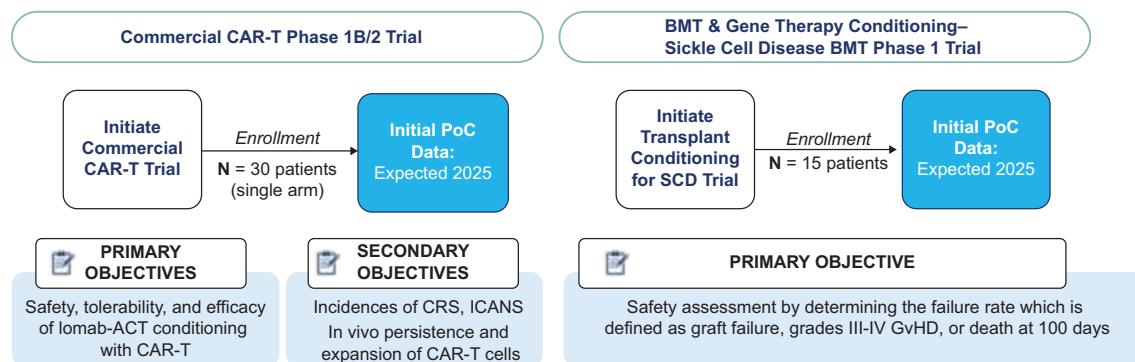 Commercial CAR-T Phase 1B/2 Trial
Initiate
Commercial
CAR-T Trial
Enrollment
N = 30 patients
(single arm)
Initial PoC
Data:
Expected 2025
PRIMARY
OBJECTIVES
Safety, tolerability, and efficacy
of Iomab-ACT conditioning
with CAR-T
SECONDARY
OBJECTIVES
Incidences of CRS, ICANS
In vivo persistence and
expansion of CAR-T cells
BMT & Gene Therapy Conditioning–
Sickle Cell Disease BMT Phase 1 Trial
Initiate
Transplant
Conditioning
for SCD Trial
Enrollment
N = 15 patients
Initial PoC
Data:
Expected 2025
PRIMARY OBJECTIVE
Safety assessment by determining the failure rate which is
defined as graft failure, grades III-IV GvHD, or death at 100 days